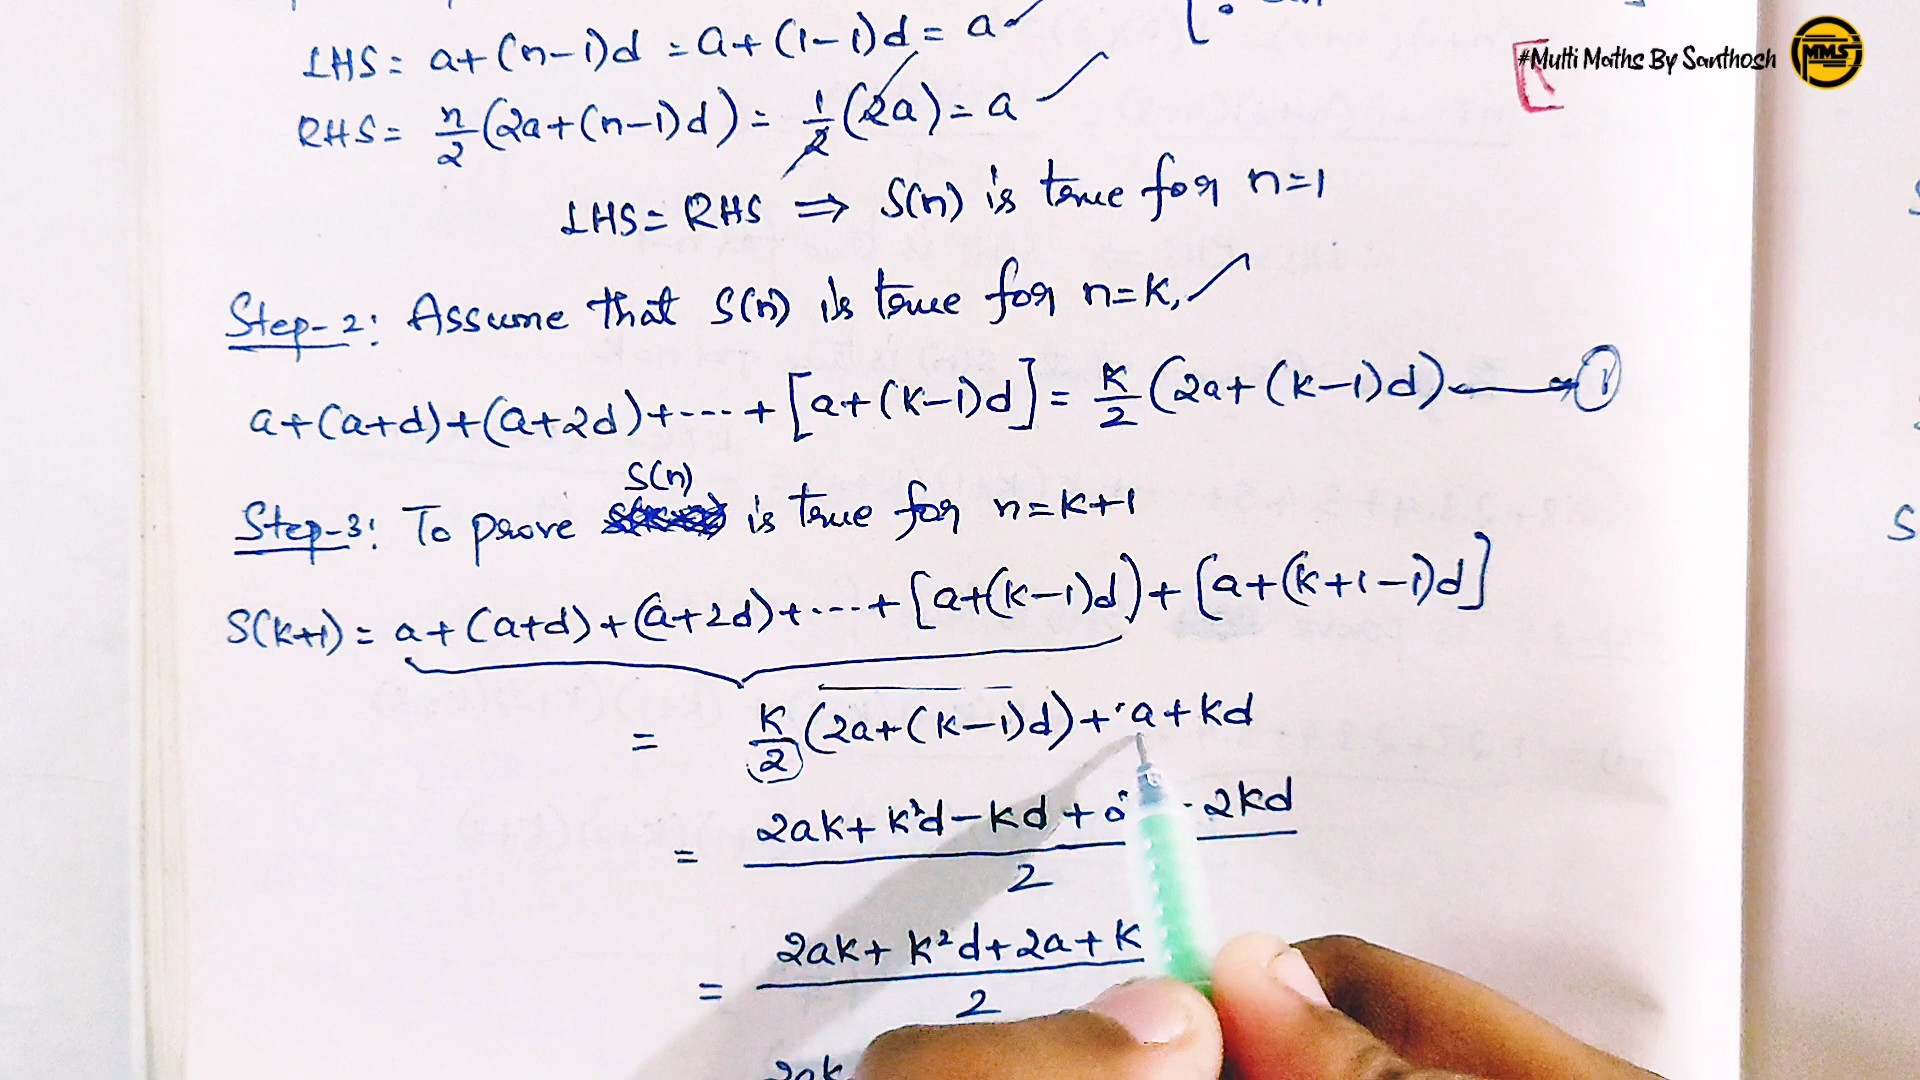 #Multi Maths By Santhosh
MMS
LHS = a+(n-1)d = a+(1-1)d = a
RHS = n/2 (2a+(n-1)d) = 1/2 (2a) = a
LHS = RHS ⇒ S(n) is true for n=1
Step-2: Assume that S(n) is true for n=k,
a+(a+d)+(a+2d)+---+[a+(k-1)d] = k/2 (2a+(k-1)d) → ①
S(n)
Step-3: To prove is true for n=k+1
S(k+1) = a+(a+d)+(a+2d)+---+[a+(k-1)d)+[a+(k+1-1)d]
= k/2 (2a+(k-1)d)+a+kd
= 2ak+k²d-kd+ 2kd
2
= 2ak+k²d+2a+k
2
2ak
S